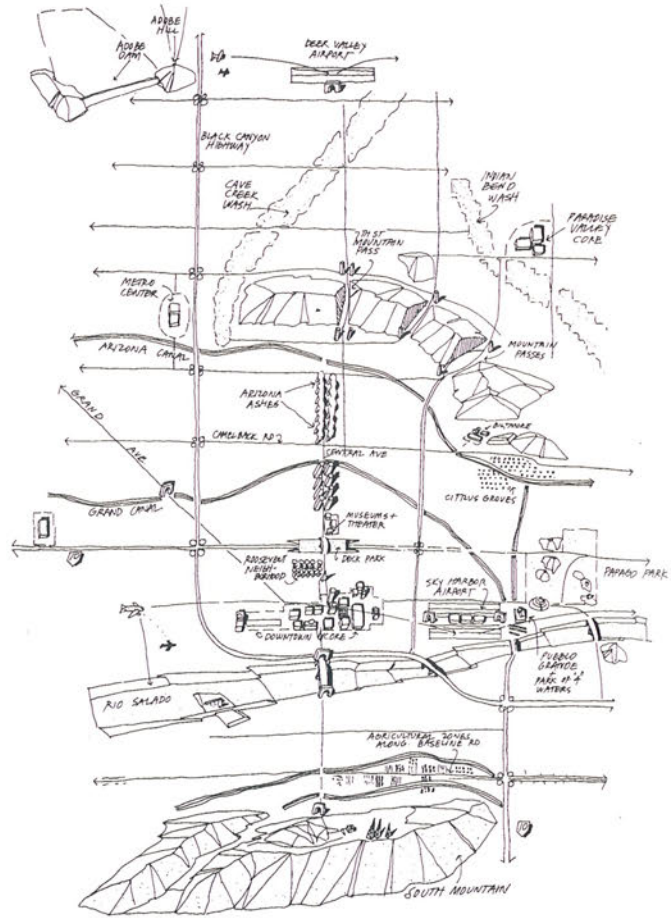 ADOBE
HILL
ADOBE
DAM
DEER VALLEY
AIRPORT
BLACK CANYON
HIGHWAY
CAVE
CREEK
WASH
INDIAN
BEND
WASH
PARADISE
VALLEY
CORE
MOUNTAIN
PASS
METRO
CENTER
ARIZONA CANAL
MOUNTAIN
PASSES
ARIZONA
ASHES
GRAND
AVE
CAMELBACK RD
BILTMORE
CENTRAL AVE
CITRUS GROVES
GRAND CANAL
MUSEUMS +
THEATER
10
ROOSEVELT
NEIGH-
BORHOOD
DECK PARK
PAPAGO PARK
SKY HARBOR
AIRPORT
DOWNTOWN CORE
PUEBLO
GRANDE
+
PARK OF 4
WATERS
RIO SALADO
AGRICULTURAL ZONES
ALONG BASELINE RD
10
SOUTH MOUNTAIN